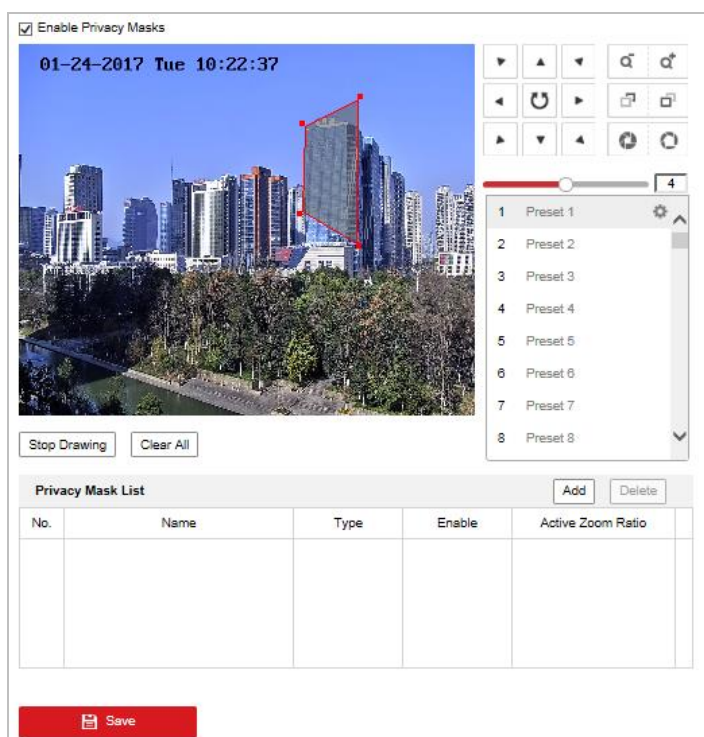 Enable Privacy Masks
01-24-2017 Tue 10:22:37
4
1 Preset 1
2 Preset 2
3 Preset 3
4 Preset 4
5 Preset 5
6 Preset 6
7 Preset 7
8 Preset 8
Stop Drawing Clear All
Privacy Mask List Add Delete
No. Name Type Enable Active Zoom Ratio
Save